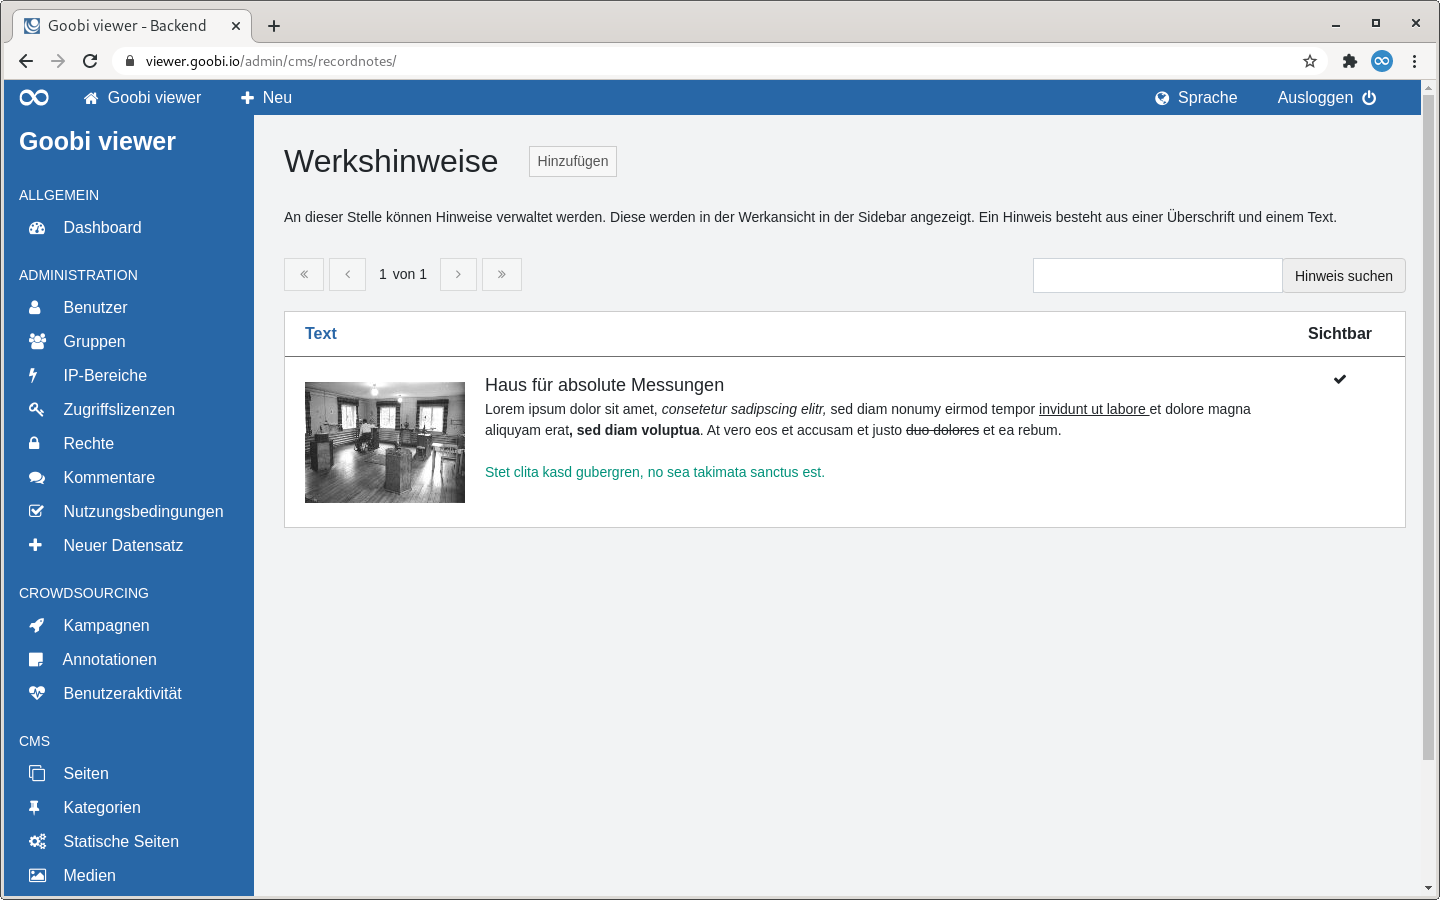 Goobi viewer - Backend
viewer.goobi.io/admin/cms/recordnotes/
Goobi viewer
Neu
Sprache
Ausloggen
Goobi viewer
ALLGEMEIN
Dashboard
ADMINISTRATION
Benutzer
Gruppen
IP-Bereiche
Zugriffslizenzen
Rechte
Kommentare
Nutzungsbedingungen
Neuer Datensatz
CROWDSOURCING
Kampagnen
Annotationen
Benutzeraktivität
CMS
Seiten
Kategorien
Statische Seiten
Medien
Werkshinweise
Hinzufügen
An dieser Stelle können Hinweise verwaltet werden. Diese werden in der Werkansicht in der Sidebar angezeigt. Ein Hinweis besteht aus einer Überschrift und einem Text.
« ‹ 1 von 1 › »
Hinweis suchen
Text
Sichtbar
Haus für absolute Messungen
Lorem ipsum dolor sit amet, consetetur sadipscing elitr, sed diam nonumy eirmod tempor invidunt ut labore et dolore magna
aliquyam erat, sed diam voluptua. At vero eos et accusam et justo duo dolores et ea rebum.
Stet clita kasd gubergren, no sea takimata sanctus est.